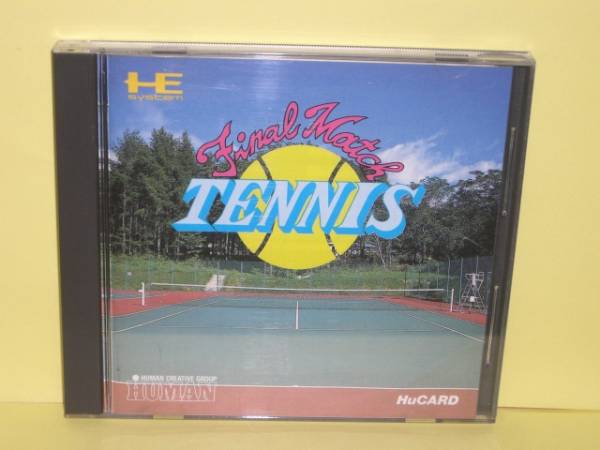 HE
system
Final Match
TENNIS
HUMAN CREATIVE GROUP
HUMAN
HuCARD